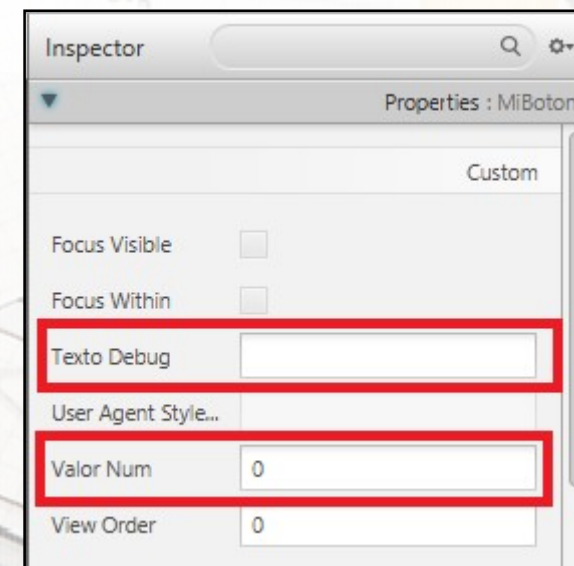 Inspector
Properties : MiBoton
Custom
Focus Visible
Focus Within
Texto Debug
User Agent Style...
Valor Num 0
View Order 0